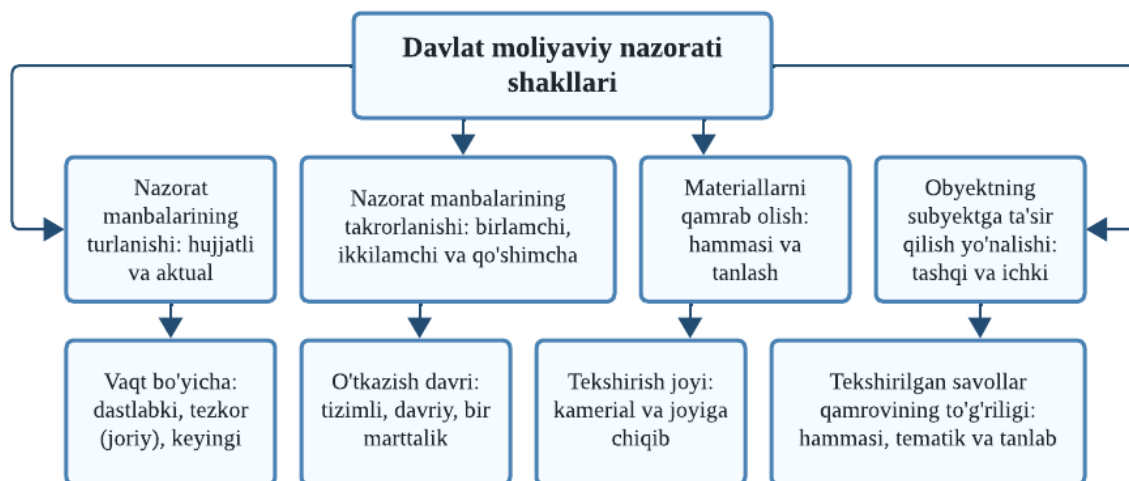 Davlat moliyaviy nazorati
shakllari
Nazorat
manbalarining
turlanishi: hujjatli
va aktual
Nazorat manbalarining
takrorlanishi: birlamchi,
ikkilamchi va qo'shimcha
Materiallarni
qamrab olish:
hammasi va
tanlash
Obyektning
subyektga ta'sir
qilish yo'nalishi:
tashqi va ichki
Vaqt bo'yicha:
dastlabki, tezkor
(joriy), keyingi
O'tkazish davri:
tizimli, davriy, bir
marttalik
Tekshirish joyi:
kamerial va joyiga
chiqib
Tekshirilgan savollar
qamrovining to'g'riligi:
hammasi, tematik va tanlab